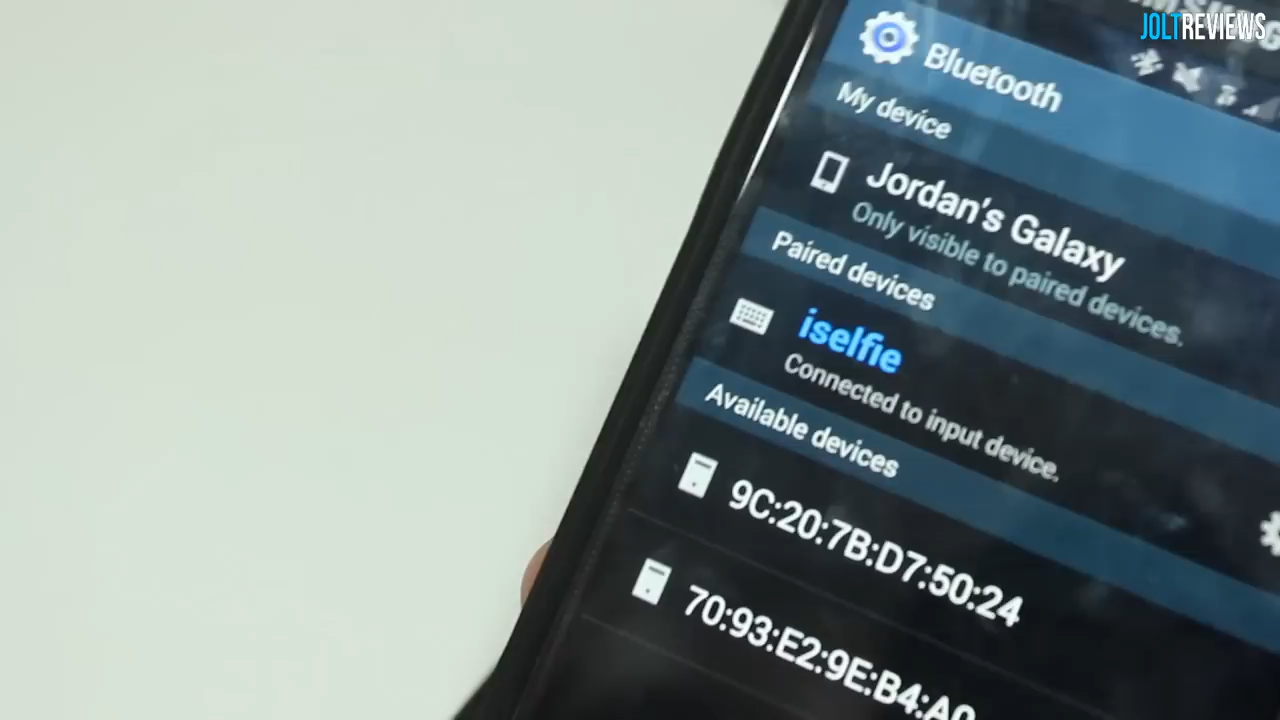 JOLTREVIEWS
Bluetooth
My device
Jordan's Galaxy
Only visible to paired devices.
Paired devices
iselfie
Connected to input device.
Available devices
9C:20:7B:D7:50:24
70:93:E2:9E:B4:A0